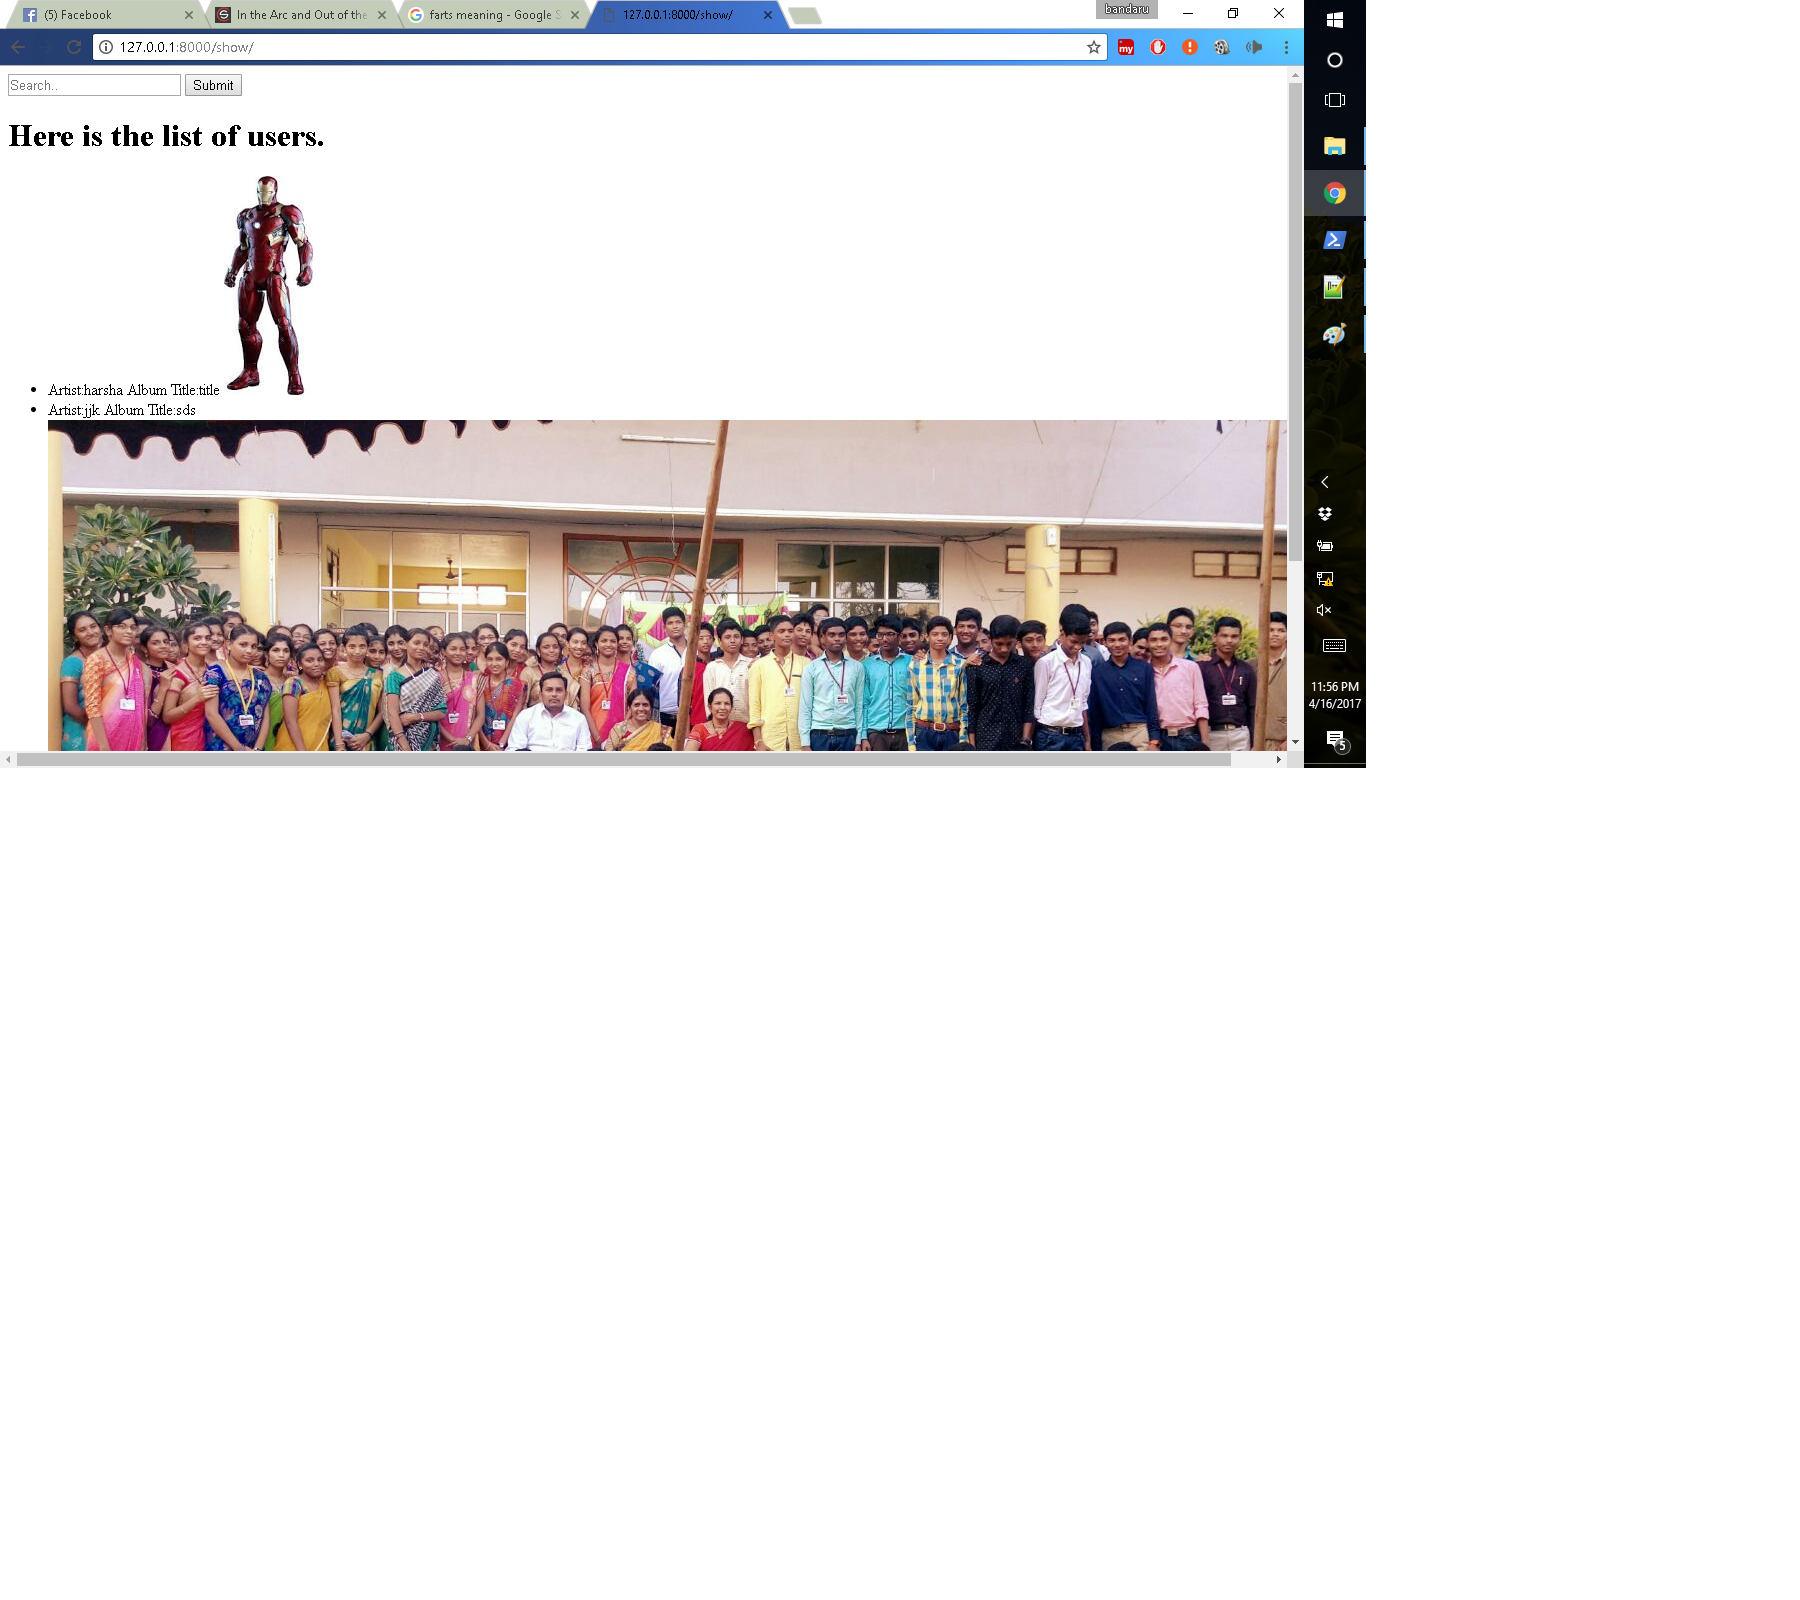 (5) Facebook
In the Arc and Out of the
farts meaning - Google S
127.0.0.1:8000/show/
bandaru
127.0.0.1:8000/show/
my
Search..
Submit
Here is the list of users.
Artist:harsha Album Title:title
Artist:jjk Album Title:sds
11:56 PM
4/16/2017
5